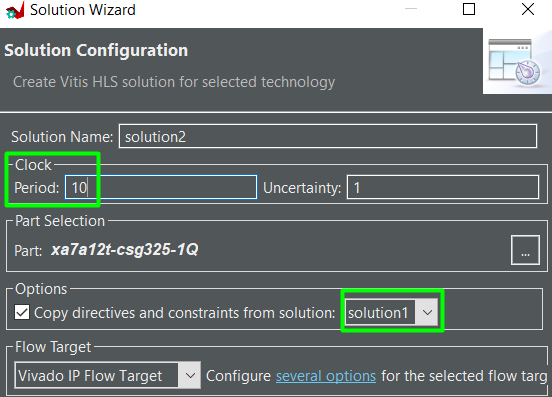 Solution Wizard
Solution Configuration
Create Vitis HLS solution for selected technology
Solution Name: solution2
Clock
Period: 10 Uncertainty: 1
Part Selection
Part: xa7a12t-csg325-1Q ...
Options
Copy directives and constraints from solution: solution1
Flow Target
Vivado IP Flow Target Configure several options for the selected flow targ